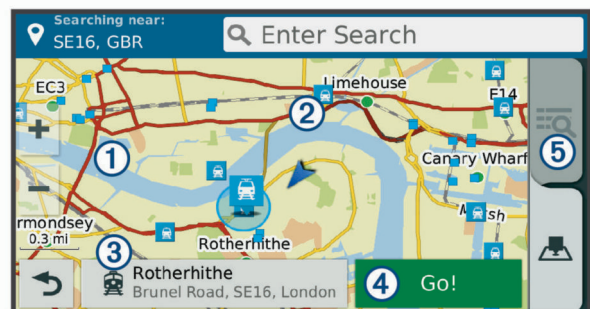 Searching near:
SE16, GBR
Enter Search
EC3
Limehouse
E14
+
2
1
5
Canary Wharf
−
rmondsey
0.3 mi
sh
3
Rotherhithe
Rotherhithe
Brunel Road, SE16, London
4
Go!